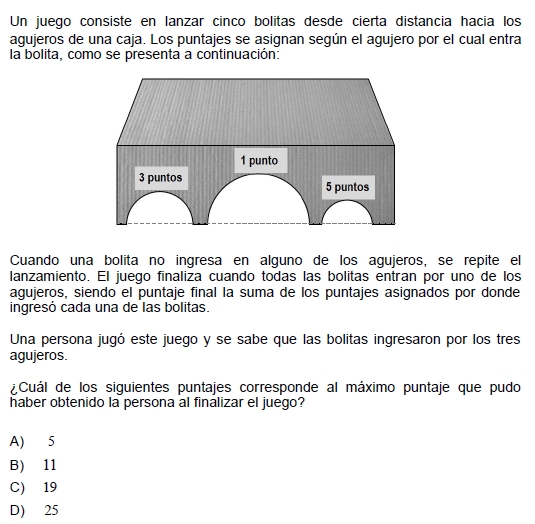 Un juego consiste en lanzar cinco bolitas desde cierta distancia hacia los
agujeros de una caja. Los puntajes se asignan según el agujero por el cual entra
la bolita, como se presenta a continuación:
1 punto
3 puntos
5 puntos
Cuando una bolita no ingresa en alguno de los agujeros, se repite el
lanzamiento. El juego finaliza cuando todas las bolitas entran por uno de los
agujeros, siendo el puntaje final la suma de los puntajes asignados por donde
ingresó cada una de las bolitas.
Una persona jugó este juego y se sabe que las bolitas ingresaron por los tres
agujeros.
¿Cuál de los siguientes puntajes corresponde al máximo puntaje que pudo
haber obtenido la persona al finalizar el juego?
A) 5
B) 11
C) 19
D) 25